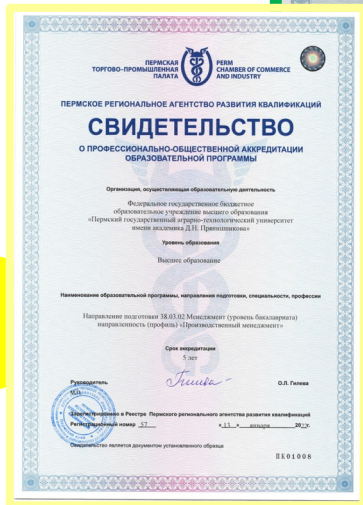 ПЕРМСКАЯ
ТОРГОВО-ПРОМЫШЛЕННАЯ
ПАЛАТА
PERM
CHAMBER OF COMMERCE
AND INDUSTRY
ПЕРМСКОЕ РЕГИОНАЛЬНОЕ АГЕНТСТВО РАЗВИТИЯ КВАЛИФИКАЦИЙ
СВИДЕТЕЛЬСТВО
О ПРОФЕССИОНАЛЬНО-ОБЩЕСТВЕННОЙ АККРЕДИТАЦИИ
ОБРАЗОВАТЕЛЬНОЙ ПРОГРАММЫ
Организация, осуществляющая образовательную деятельность
Федеральное государственное бюджетное
образовательное учреждение высшего образования
«Пермский государственный аграрно-технологический университет
имени академика Д.Н. Прянишникова»
Уровень образования
Высшее образование
Наименование образовательной программы, направления подготовки, специальности, профессии
Направление подготовки 38.03.02 Менеджмент (уровень бакалавриата)
направленность (профиль) «Производственный менеджмент»
Срок аккредитации
5 лет
Руководитель
О.Л. Гилева
М.П.
Зарегистрировано в Реестре Пермского регионального агентства развития квалификаций
Регистрационный номер 57
« 13 » января
Свидетельство является документом установленного образца
ПК01008